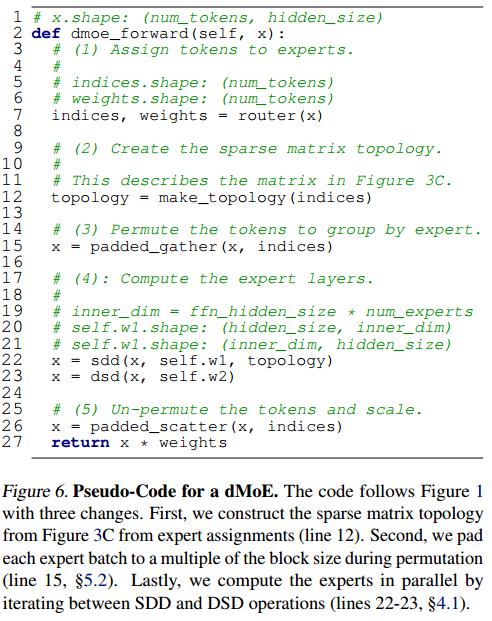 1 # x.shape: (num_tokens, hidden_size)
2 def dmoe_forward(self, x):
3   # (1) Assign tokens to experts.
4   #
5   # indices.shape: (num_tokens)
6   # weights.shape: (num_tokens)
7   indices, weights = router(x)
8
9   # (2) Create the sparse matrix topology.
10   #
11   # This describes the matrix in Figure 3C.
12   topology = make_topology(indices)
13
14   # (3) Permute the tokens to group by expert.
15   x = padded_gather(x, indices)
16
17   # (4): Compute the expert layers.
18   #
19   # inner_dim = ffn_hidden_size * num_experts
20   # self.w1.shape: (hidden_size, inner_dim)
21   # self.w1.shape: (inner_dim, hidden_size)
22   x = sdd(x, self.w1, topology)
23   x = dsd(x, self.w2)
24
25   # (5) Un-permute the tokens and scale.
26   x = padded_scatter(x, indices)
27   return x * weights
Figure 6. Pseudo-Code for a dMoE. The code follows Figure 1
with three changes. First, we construct the sparse matrix topology
from Figure 3C from expert assignments (line 12). Second, we pad
each expert batch to a multiple of the block size during permutation
(line 15, §5.2). Lastly, we compute the experts in parallel by
iterating between SDD and DSD operations (lines 22-23, §4.1).